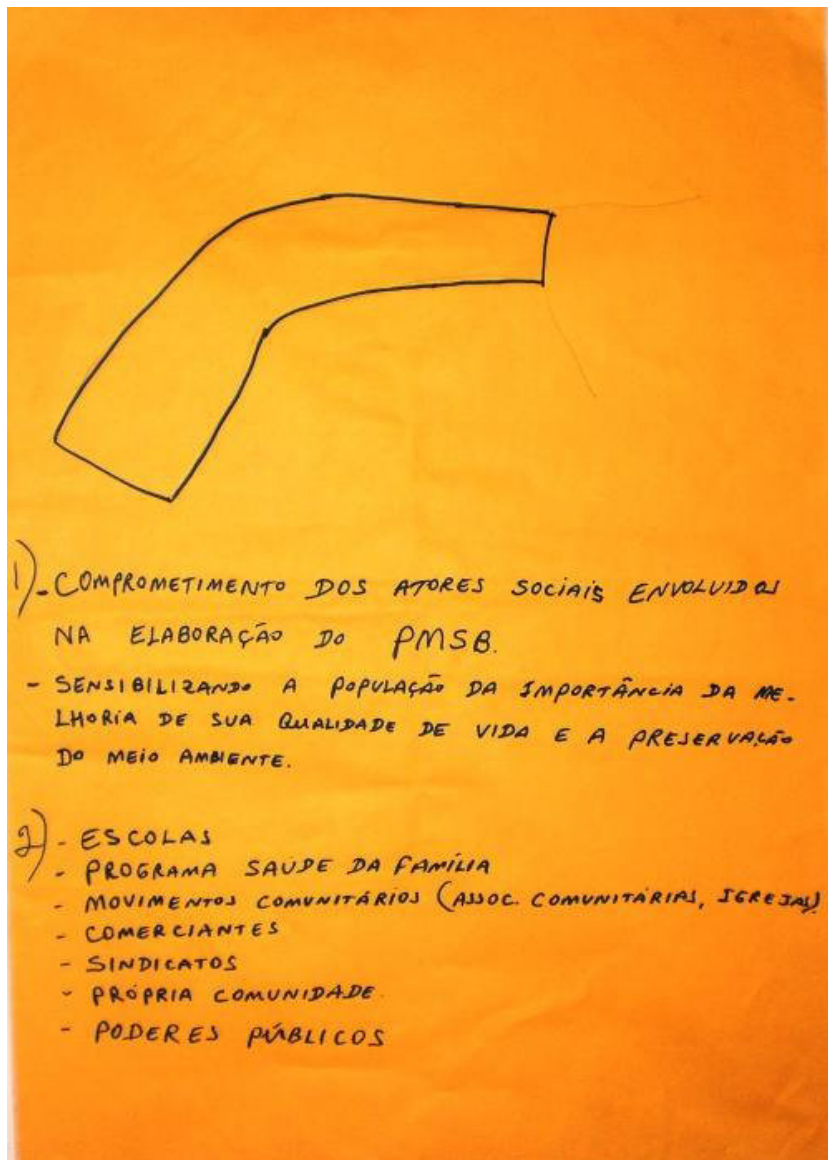 1) - COMPROMETIMENTO DOS ATORES SOCIAIS ENVOLVIDOS
NA ELABORAÇÃO DO PMSB.
- SENSIBILIZANDO A POPULAÇÃO DA IMPORTÂNCIA DA ME-
LHORIA DE SUA QUALIDADE DE VIDA E A PRESERVAÇÃO
DO MEIO AMBIENTE.
2) - ESCOLAS
- PROGRAMA SAÚDE DA FAMÍLIA
- MOVIMENTOS COMUNITÁRIOS (ASSOC. COMUNITÁRIAS, IGREJAS)
- COMERCIANTES
- SINDICATOS
- PRÓPRIA COMUNIDADE.
- PODERES PÚBLICOS